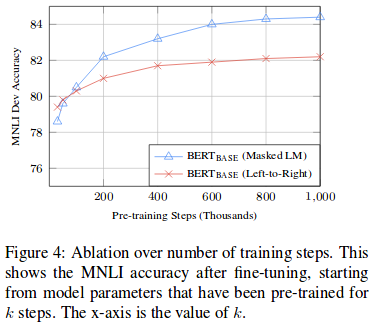 84
82
80
78
76
MNLI Dev Accuracy
BERTBASE (Masked LM)
BERTBASE (Left-to-Right)
200 400 600 800 1,000
Pre-training Steps (Thousands)
Figure 4: Ablation over number of training steps. This
shows the MNLI accuracy after fine-tuning, starting
from model parameters that have been pre-trained for
k steps. The x-axis is the value of k.